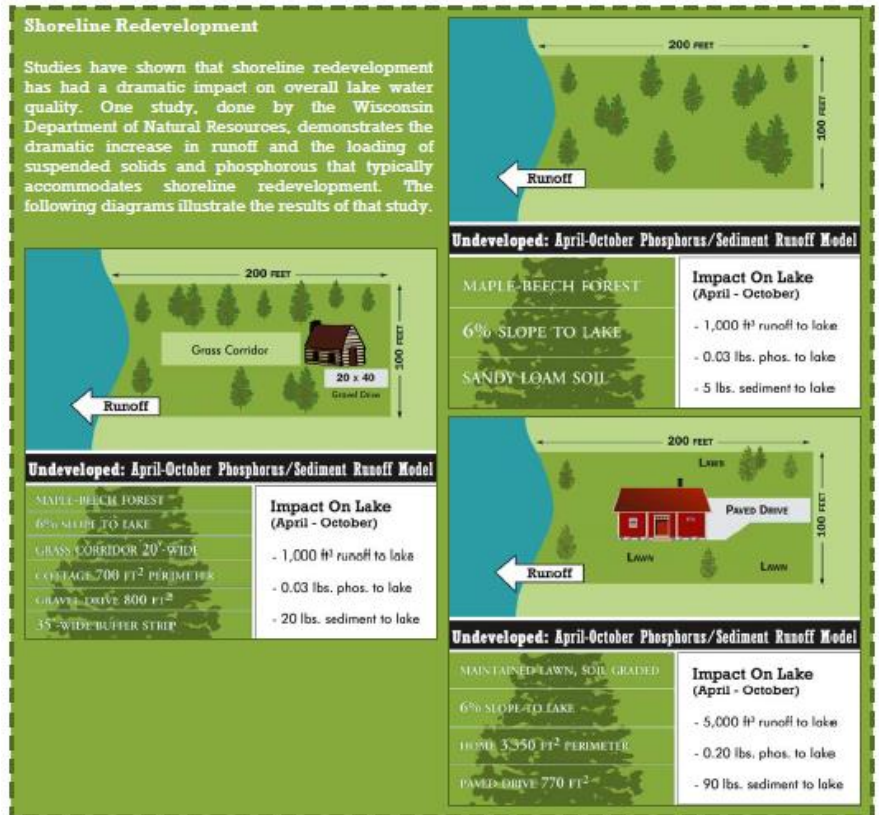 Shoreline Redevelopment
Studies have shown that shoreline redevelopment
has had a dramatic impact on overall lake water
quality. One study, done by the Wisconsin
Department of Natural Resources, demonstrates the
dramatic increase in runoff and the loading of
suspended solids and phosphorous that typically
accommodates shoreline redevelopment. The
following diagrams illustrate the results of that study.
200 FEET
Grass Corridor
100 FEET
20 x 40
Gravel Drive
Runoff
Undeveloped: April-October Phosphorus/Sediment Runoff Model
MAPLE-BEECH FOREST
6% SLOPE TO LAKE
GRASS CORRIDOR 20'-WIDE
COTTAGE 700 FT² PERIMETER
GRAVEL DRIVE 800 FT²
35'-WIDE BUFFER STRIP
Impact On Lake
(April - October)
- 1,000 ft³ runoff to lake
- 0.03 lbs. phos. to lake
- 20 lbs. sediment to lake
200 FEET
100 FEET
Runoff
Undeveloped: April-October Phosphorus/Sediment Runoff Model
MAPLE-BEECH FOREST
6% SLOPE TO LAKE
SANDY LOAM SOIL
Impact On Lake
(April - October)
- 1,000 ft³ runoff to lake
- 0.03 lbs. phos. to lake
- 5 lbs. sediment to lake
200 FEET
LAWN
PAVED DRIVE
100 FEET
LAWN
LAWN
Runoff
Undeveloped: April-October Phosphorus/Sediment Runoff Model
MAINTAINED LAWN, SOIL GRADED
6% SLOPE TO LAKE
HOME 3,350 FT² PERIMETER
PAVED DRIVE 770 FT²
Impact On Lake
(April - October)
- 5,000 ft³ runoff to lake
- 0.20 lbs. phos. to lake
- 90 lbs. sediment to lake